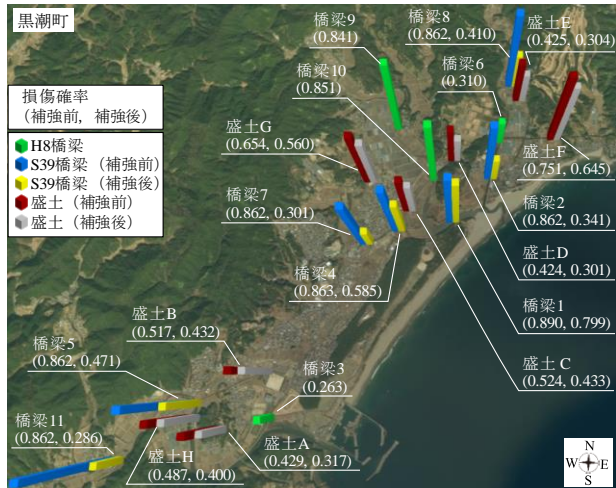 黒潮町
損傷確率
(補強前, 補強後)
H8橋梁
S39橋梁 (補強前)
S39橋梁 (補強後)
盛土 (補強前)
盛土 (補強後)
橋梁9
(0.841)
橋梁8
(0.862, 0.410)
盛土E
(0.425, 0.304)
橋梁10
(0.851)
橋梁6
(0.310)
盛土G
(0.654, 0.560)
盛土F
(0.751, 0.645)
橋梁7
(0.862, 0.301)
橋梁2
(0.862, 0.341)
橋梁4
(0.863, 0.585)
盛土D
(0.424, 0.301)
盛土B
(0.517, 0.432)
橋梁1
(0.890, 0.799)
橋梁5
(0.862, 0.471)
橋梁3
(0.263)
盛土C
(0.524, 0.433)
橋梁11
(0.862, 0.286)
盛土H
(0.487, 0.400)
盛土A
(0.429, 0.317)
N
W E
S